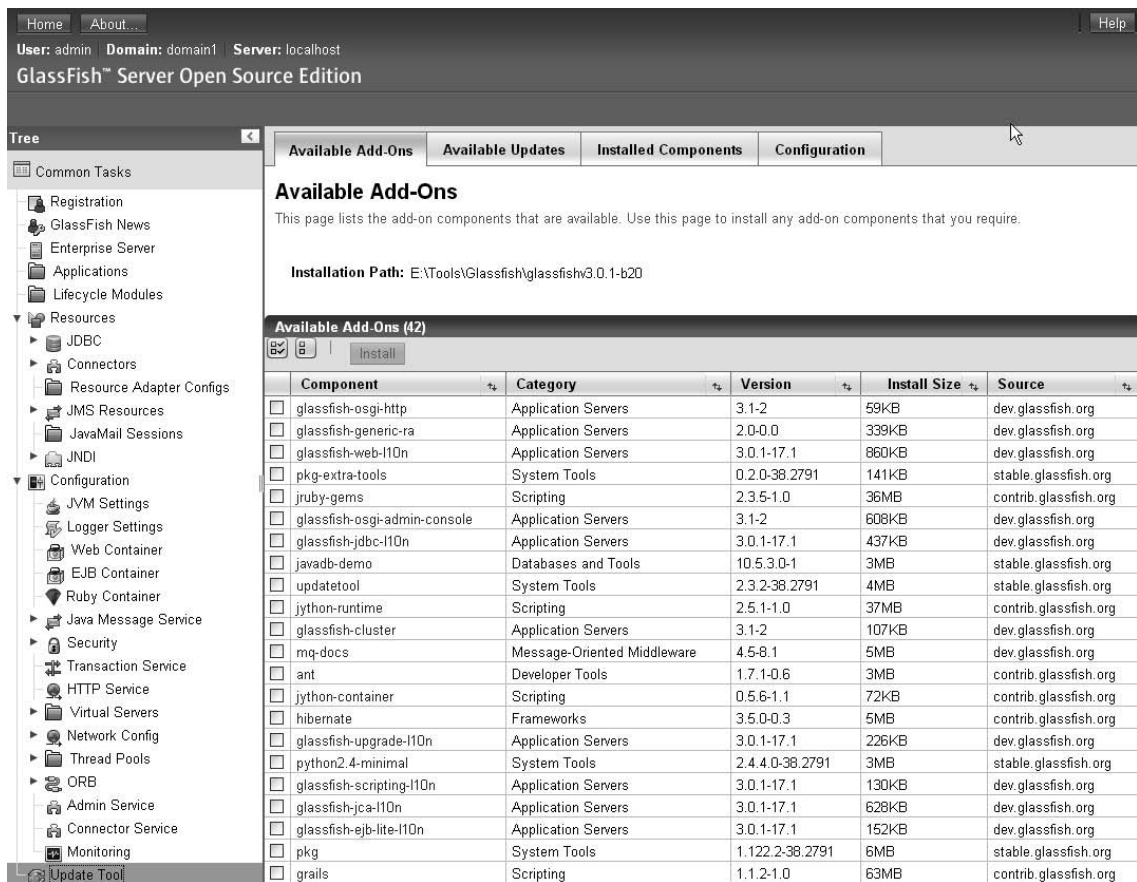 Home About... Help
User: admin Domain: domain1 Server: localhost
GlassFish™ Server Open Source Edition
Tree
Common Tasks
Registration
GlassFish News
Enterprise Server
Applications
Lifecycle Modules
Resources
JDBC
Connectors
Resource Adapter Configs
JMS Resources
JavaMail Sessions
JNDI
Configuration
JVM Settings
Logger Settings
Web Container
EJB Container
Ruby Container
Java Message Service
Security
Transaction Service
HTTP Service
Virtual Servers
Network Config
Thread Pools
ORB
Admin Service
Connector Service
Monitoring
Update Tool
Available Add-Ons Available Updates Installed Components Configuration
Available Add-Ons
This page lists the add-on components that are available. Use this page to install any add-on components that you require.
Installation Path: E:\Tools\Glassfish\glassfishv3.0.1-b20
Available Add-Ons (42)
Install
Component Category Version Install Size Source
glassfish-osgi-http Application Servers 3.1-2 59KB dev.glassfish.org
glassfish-generic-ra Application Servers 2.0-0.0 339KB dev.glassfish.org
glassfish-web-l10n Application Servers 3.0.1-17.1 860KB dev.glassfish.org
pkg-extra-tools System Tools 0.2.0-38.2791 141KB stable.glassfish.org
jruby-gems Scripting 2.3.5-1.0 36MB contrib.glassfish.org
glassfish-osgi-admin-console Application Servers 3.1-2 608KB dev.glassfish.org
glassfish-jdbc-l10n Application Servers 3.0.1-17.1 437KB dev.glassfish.org
javadb-demo Databases and Tools 10.5.3.0-1 3MB stable.glassfish.org
updatetool System Tools 2.3.2-38.2791 4MB stable.glassfish.org
jython-runtime Scripting 2.5.1-1.0 37MB contrib.glassfish.org
glassfish-cluster Application Servers 3.1-2 107KB dev.glassfish.org
mq-docs Message-Oriented Middleware 4.5-8.1 5MB dev.glassfish.org
ant Developer Tools 1.7.1-0.6 3MB contrib.glassfish.org
jython-container Scripting 0.5.6-1.1 72KB contrib.glassfish.org
hibernate Frameworks 3.5.0-0.3 5MB contrib.glassfish.org
glassfish-upgrade-l10n Application Servers 3.0.1-17.1 226KB dev.glassfish.org
python2.4-minimal System Tools 2.4.4.0-38.2791 3MB stable.glassfish.org
glassfish-scripting-l10n Application Servers 3.0.1-17.1 130KB dev.glassfish.org
glassfish-jca-l10n Application Servers 3.0.1-17.1 628KB dev.glassfish.org
glassfish-ejb-lite-l10n Application Servers 3.0.1-17.1 152KB dev.glassfish.org
pkg System Tools 1.122.2-38.2791 6MB stable.glassfish.org
grails Scripting 1.1.2-1.0 63MB contrib.glassfish.org